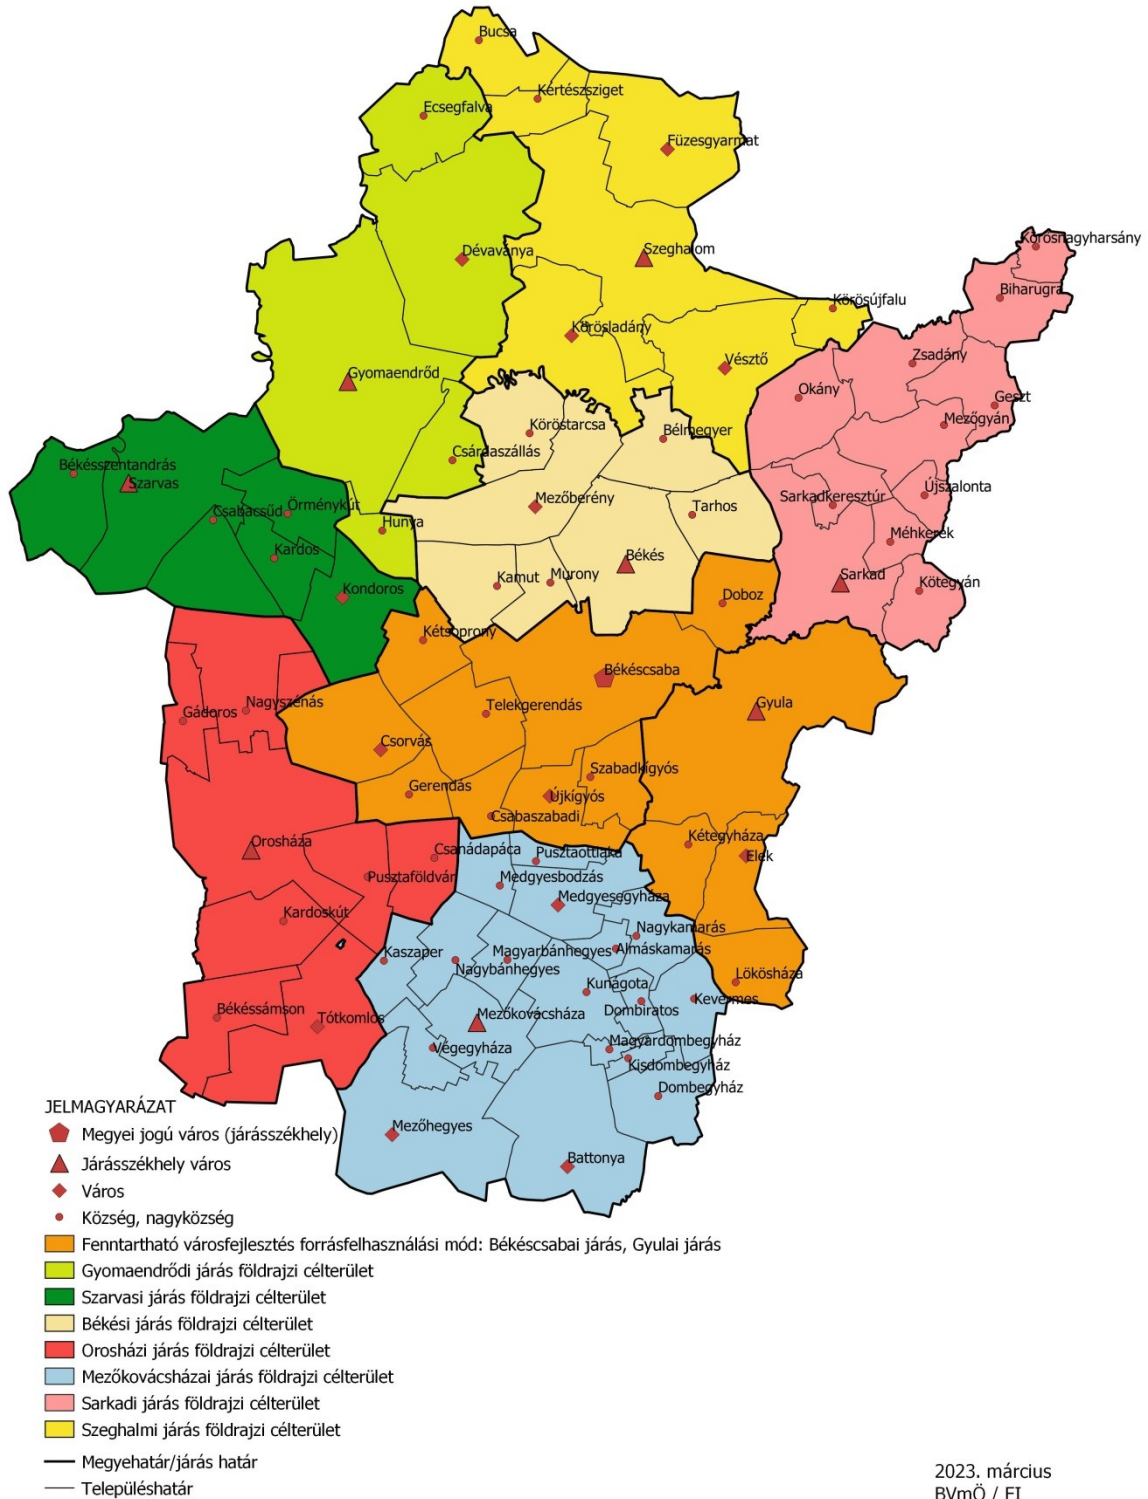 Bucsa
Kertészsziget
Ecsegfalva
Füzesgyarmat
Körösnagyharsány
Dévaványa
Szeghalom
Biharugra
Körösújfalu
Körösladány
Zsadány
Vésztő
Gyomaendrőd
Okány
Geszt
Mezőgyán
Köröstarcsa
Bélmegyer
Csárdaszállás
Békésszentandrás
Szarvas
Sarkadkeresztúr
Újszalonta
Mezőberény
Tarhos
Örménykút
Csabacsűd
Hunya
Méhkerék
Kardos
Békés
Kamut
Murony
Sarkad
Kötegyán
Kondoros
Doboz
Kétsoprony
Békéscsaba
Gyula
Nagyszénás
Telekgerendás
Gádoros
Csorvás
Szabadkígyós
Gerendás
Újkígyós
Csabaszabadi
Orosháza
Kétegyháza
Csanádapáca
Pusztaottlaka
Elek
Pusztaföldvár
Medgyesbodzás
Medgyesegyháza
Kardoskút
Nagykamarás
Kaszaper
Magyarbánhegyes
Almáskamarás
Nagybánhegyes
Lökösháza
Kunágota
Kevermes
Békéssámson
Tótkomlós
Mezőkovácsháza
Dombiratos
Végegyháza
Magyardombegyház
Kisdombegyház
Dombegyház
Mezőhegyes
Battonya
JELMAGYARÁZAT
Megyei jogú város (járásszékhely)
Járásszékhely város
Város
Község, nagyközség
Fenntartható városfejlesztés forrásfelhasználási mód: Békéscsabai járás, Gyulai járás
Gyomaendrődi járás földrajzi célterület
Szarvasi járás földrajzi célterület
Békési járás földrajzi célterület
Orosházi járás földrajzi célterület
Mezőkovácsházai járás földrajzi célterület
Sarkadi járás földrajzi célterület
Szeghalmi járás földrajzi célterület
Megyehatár/járás határ
Településhatár
2023. március
BVmÖ / FI